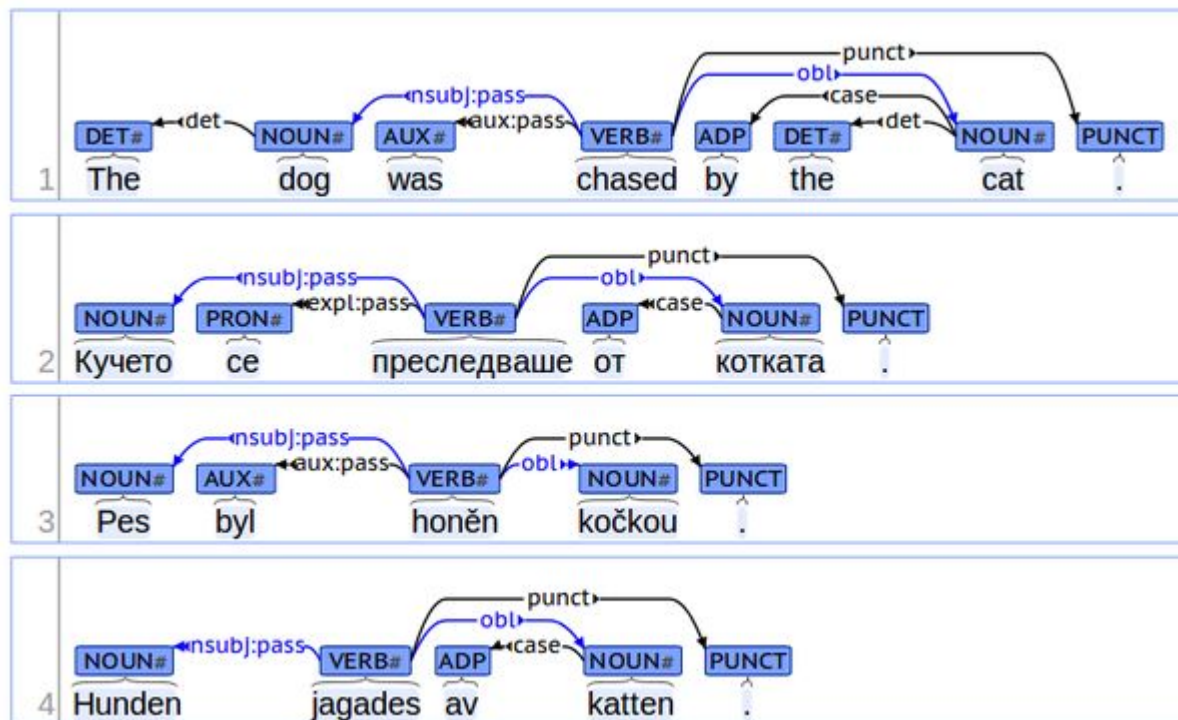 punct
obl
nsubj:pass case
det aux:pass det
DET# NOUN# AUX# VERB# ADP DET# NOUN# PUNCT
1 The dog was chased by the cat .
punct
nsubj:pass obl
expl:pass case
NOUN# PRON# VERB# ADP NOUN# PUNCT
2 Кучето се преследваше от котката .
nsubj:pass punct
aux:pass obl
NOUN# AUX# VERB# NOUN# PUNCT
3 Pes byl honěn kočkou .
punct
obl
nsubj:pass case
NOUN# VERB# ADP NOUN# PUNCT
4 Hunden jagades av katten .